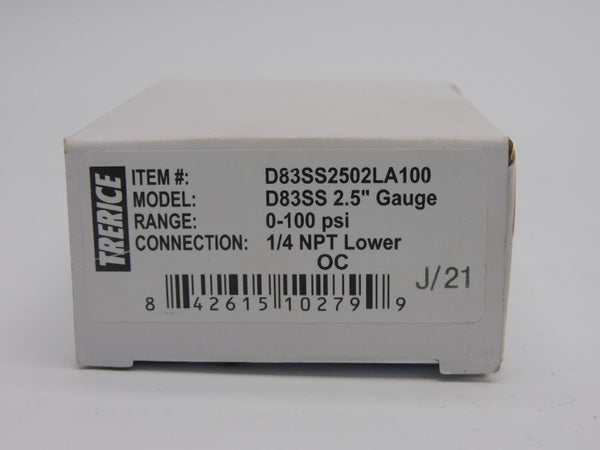 TRERICE
ITEM #: D83SS2502LA100
MODEL: D83SS 2.5" Gauge
RANGE: 0-100 psi
CONNECTION: 1/4 NPT Lower
OC
J/21
8 42615 10279 9